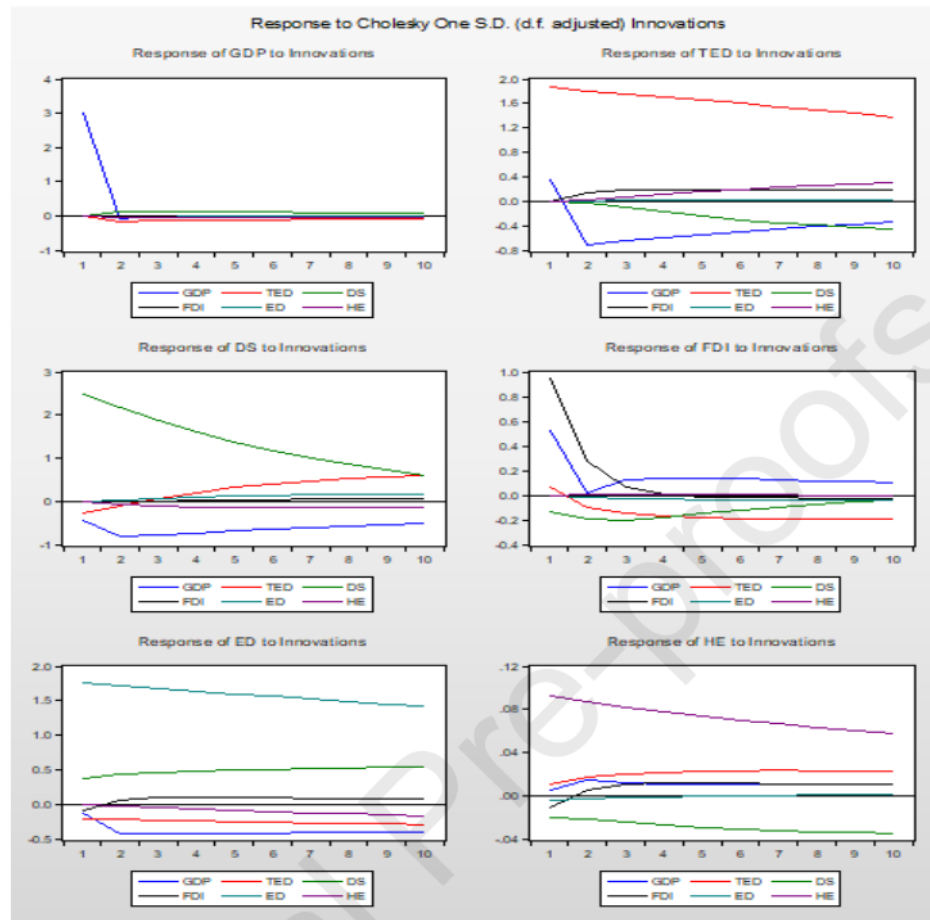 Response to Cholesky One S.D. (d.f. adjusted) Innovations
Response of GDP to Innovations
4
3
2
1
0
-1
1 2 3 4 5 6 7 8 9 10
GDP TED DS
FDI ED HE
Response of TED to Innovations
2.0
1.6
1.2
0.8
0.4
0.0
-0.4
-0.8
1 2 3 4 5 6 7 8 9 10
GDP TED DS
FDI ED HE
Response of DS to Innovations
3
2
1
0
-1
1 2 3 4 5 6 7 8 9 10
GDP TED DS
FDI ED HE
Response of FDI to Innovations
1.0
0.8
0.6
0.4
0.2
0.0
-0.2
-0.4
1 2 3 4 5 6 7 8 9 10
GDP TED DS
FDI ED HE
Response of ED to Innovations
2.0
1.5
1.0
0.5
0.0
-0.5
1 2 3 4 5 6 7 8 9 10
GDP TED DS
FDI ED HE
Response of HE to Innovations
.12
.08
.04
.00
-.04
1 2 3 4 5 6 7 8 9 10
GDP TED DS
FDI ED HE
Pre-proofs